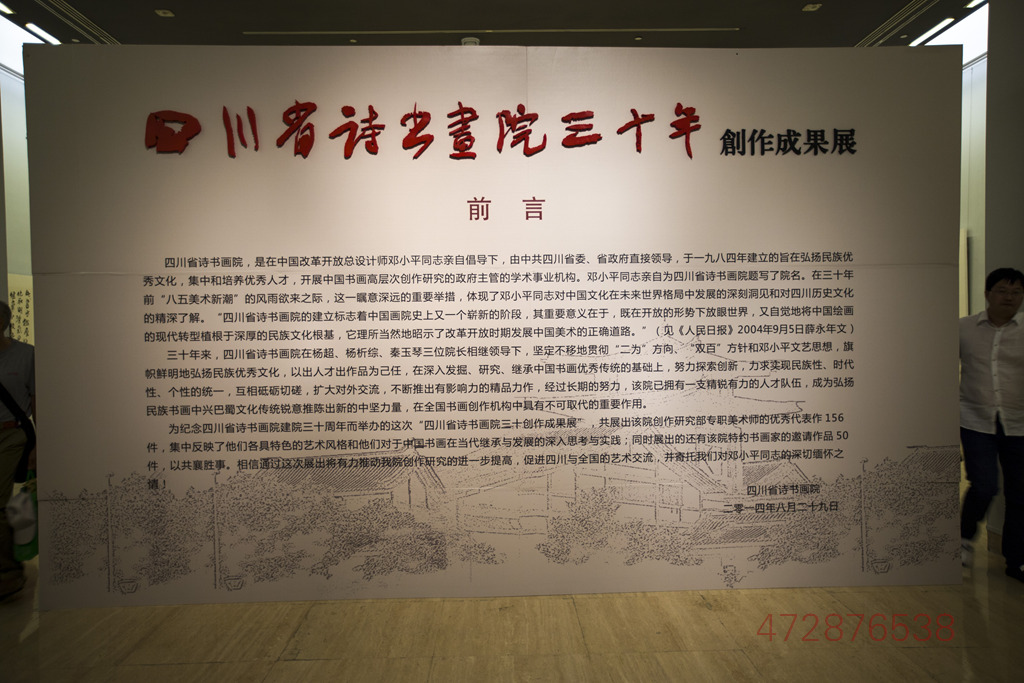 四川省诗书畫院三十年 創作成果展
前 言
四川省诗书画院，是在中国改革开放总设计师邓小平同志亲自倡导下，由中共四川省委、省政府直接领导，于一九八四年建立的旨在弘扬民族优
秀文化，集中和培养优秀人才，开展中国书画高层次创作研究的政府主管的学术事业机构。邓小平同志亲自为四川省诗书画院题写了院名。在三十年
前“八五美术新潮”的风雨欲来之际，这一瞩意深远的重要举措，体现了邓小平同志对中国文化在未来世界格局中发展的深刻洞见和对四川历史文化
的精深了解。“四川省诗书画院的建立标志着中国画院史上又一个崭新的阶段，其重要意义在于，既在开放的形势下放眼世界，又自觉地将中国绘画
的现代转型植根于深厚的民族文化根基，它理所当然地昭示了改革开放时期发展中国美术的正确道路。”（见《人民日报》2004年9月5日薛永年文）
三十年来，四川省诗书画院在杨超、杨析综、秦玉琴三位院长相继领导下，坚定不移地贯彻“二为”方向、“双百”方针和邓小平文艺思想，旗
帜鲜明地弘扬民族优秀文化，以出人才出作品为己任，在深入发掘、研究、继承中国书画优秀传统的基础上，努力探索创新，力求实现民族性、时代
性、个性的统一，互相砥砺切磋，扩大对外交流，不断推出有影响力的精品力作，经过长期的努力，该院已拥有一支精锐有力的人才队伍，成为弘扬
民族书画中兴巴蜀文化传统锐意推陈出新的中坚力量，在全国书画创作机构中具有不可取代的重要作用。
为纪念四川省诗书画院建院三十周年而举办的这次“四川省诗书画院三十创作成果展”，共展出该院创作研究部专职美术师的优秀代表作 156
件，集中反映了他们各具特色的艺术风格和他们对于中国书画在当代继承与发展的深入思考与实践；同时展出的还有该院特约书画家的邀请作品 50
件，以共襄胜事。相信通过这次展出将有力推动我院创作研究的进一步提高，促进四川与全国的艺术交流，并寄托我们对邓小平同志的深切缅怀之
情！
四川省诗书画院
二零一四年八月二十九日
472876538